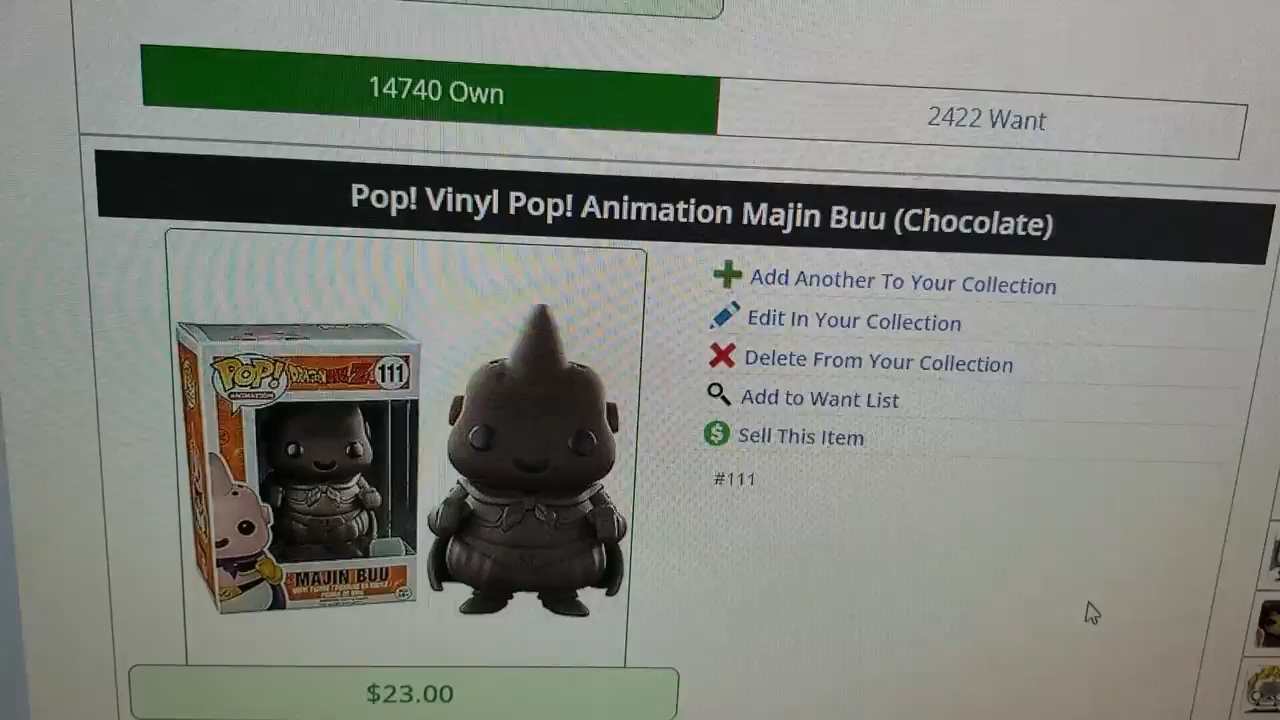 14740 Own
2422 Want
Pop! Vinyl Pop! Animation Majin Buu (Chocolate)
Add Another To Your Collection
Edit In Your Collection
Delete From Your Collection
Add to Want List
$ Sell This Item
#111
POP!
ANIMATION
111
MAJIN BUU
$23.00